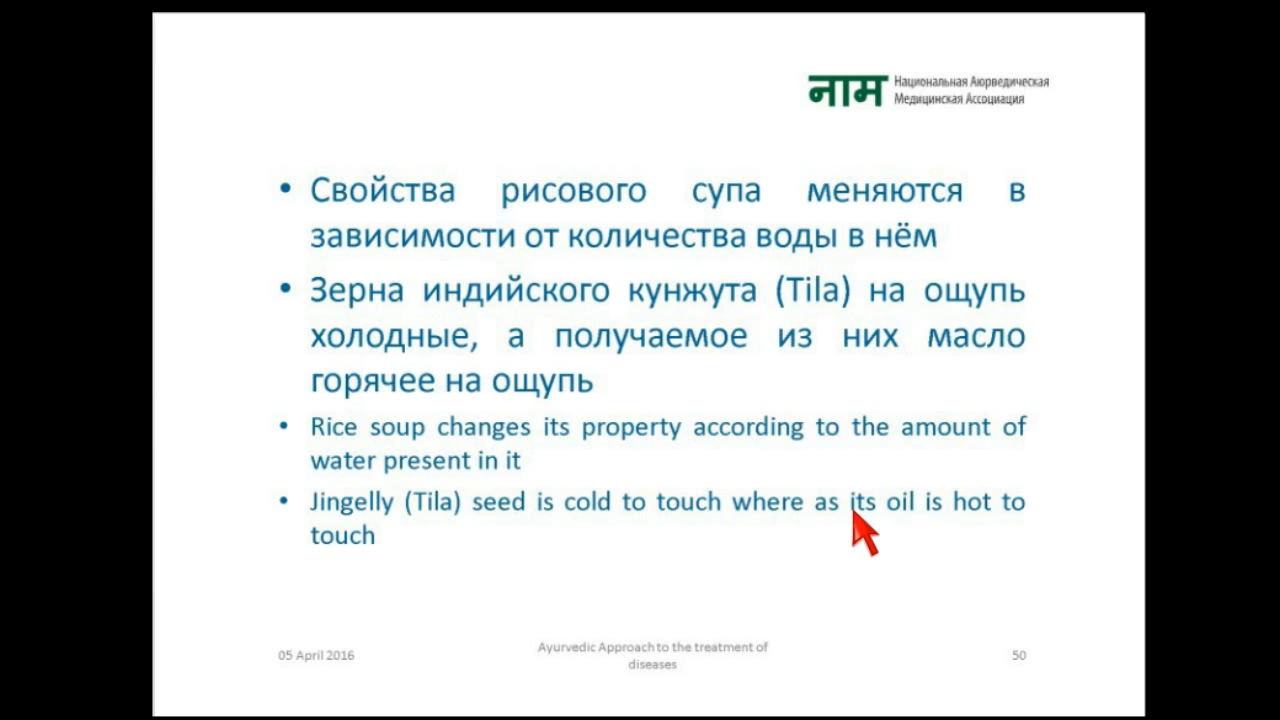 नाम Национальная Аюрведическая
Медицинская Ассоциация
• Свойства рисового супа меняются в
зависимости от количества воды в нём
• Зерна индийского кунжута (Tila) на ощупь
холодные, а получаемое из них масло
горячее на ощупь
• Rice soup changes its property according to the amount of
water present in it
• Jingelly (Tila) seed is cold to touch where as its oil is hot to
touch
05 April 2016
Ayurvedic Approach to the treatment of
diseases
50